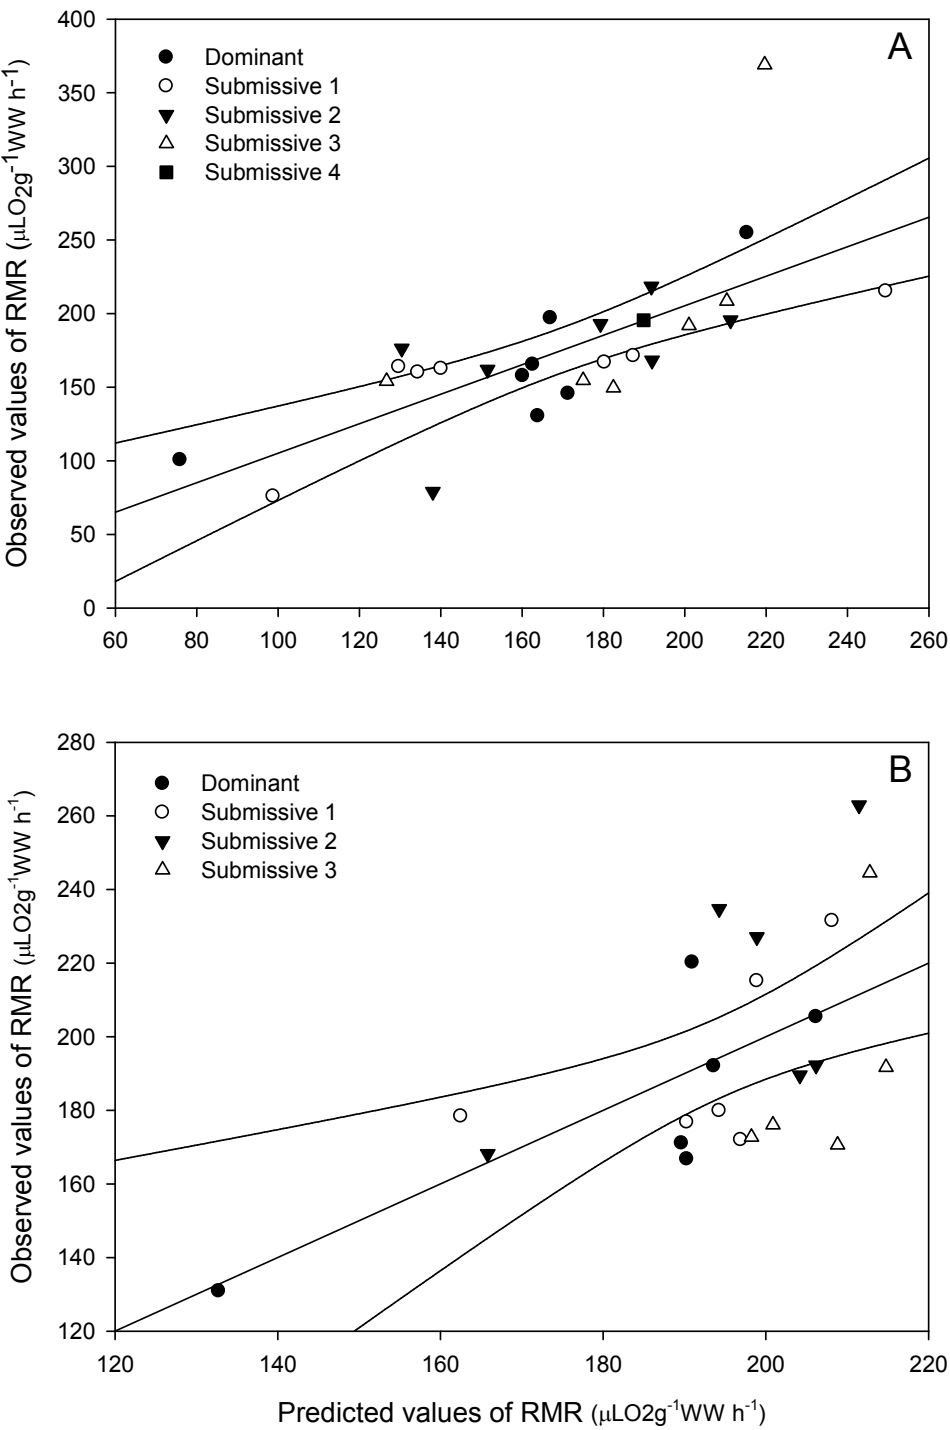 A
Dominant
Submissive 1
Submissive 2
Submissive 3
Submissive 4
Observed values of RMR (μLO₂g⁻¹WW h⁻¹)
400
350
300
250
200
150
100
50
0
60 80 100 120 140 160 180 200 220 240 260
B
Dominant
Submissive 1
Submissive 2
Submissive 3
Observed values of RMR (μLO2g⁻¹WW h⁻¹)
280
260
240
220
200
180
160
140
120
120 140 160 180 200 220
Predicted values of RMR (μLO2g⁻¹WW h⁻¹)